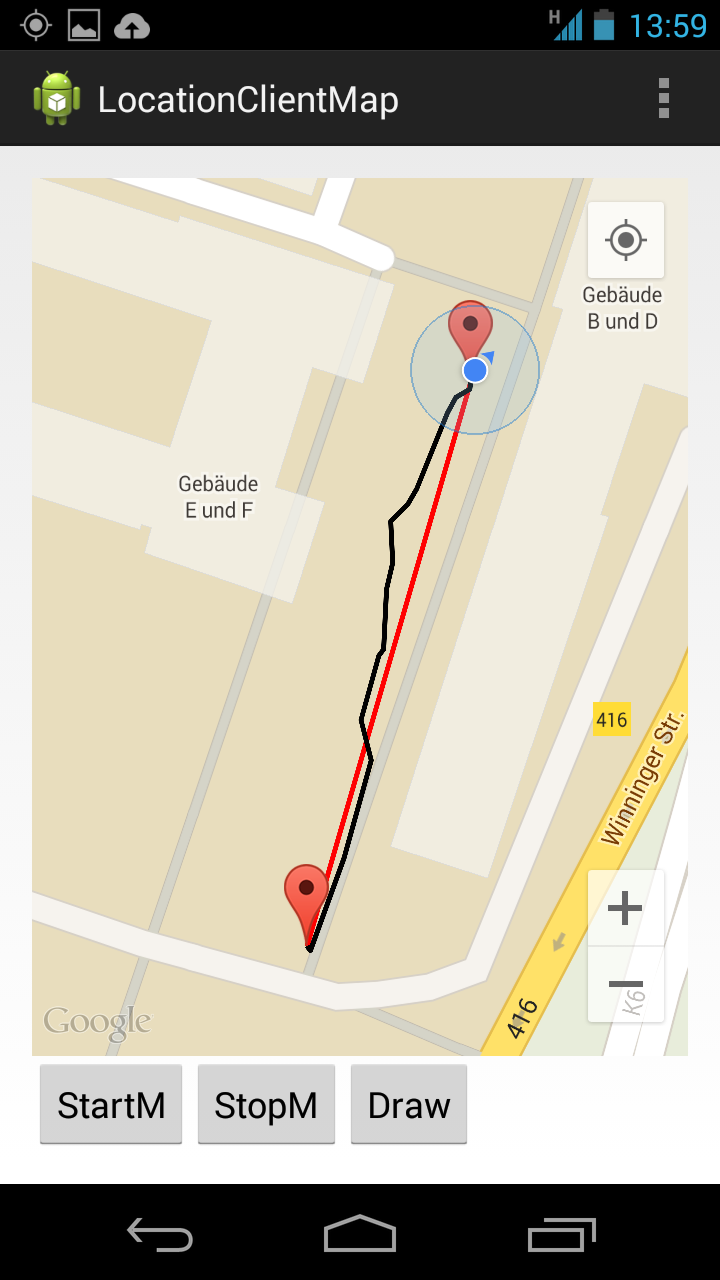 H
13:59
LocationClientMap
Gebäude
B und D
Gebäude
E und F
416
Winninger Str.
416
K6
Google
StartM
StopM
Draw